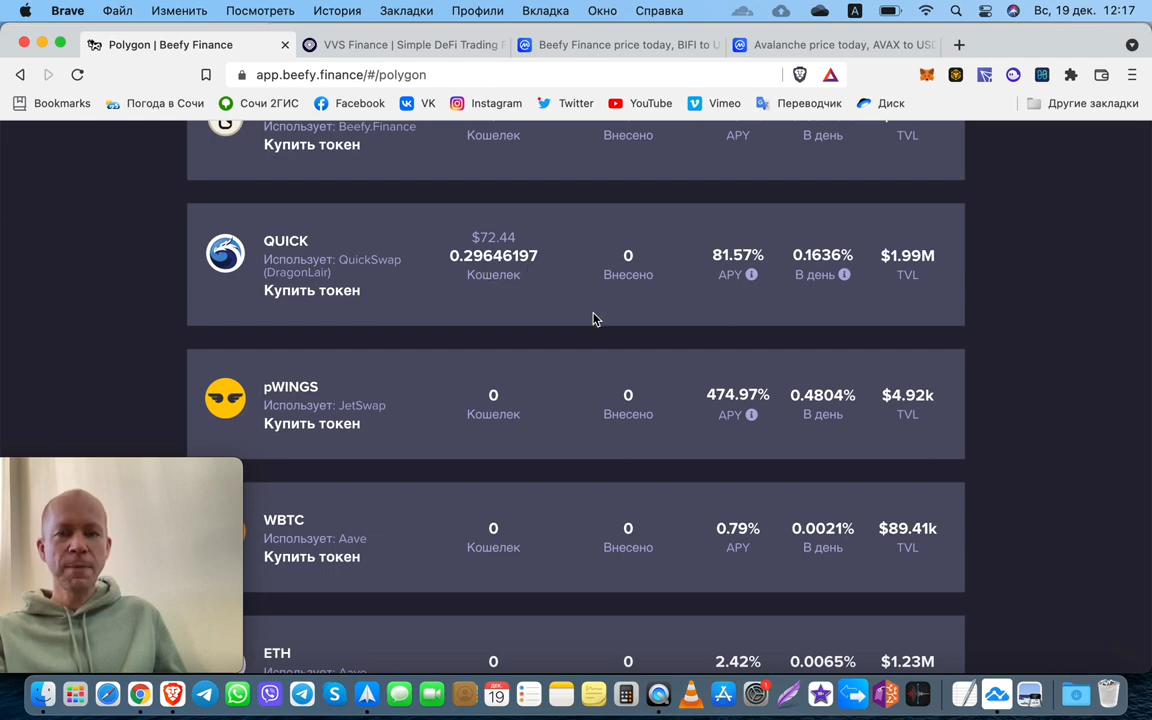 Brave Файл Изменить Посмотреть История Закладки Профили Вкладка Окно Справка A Вс, 19 дек. 12:17
Polygon | Beefy Finance VVS Finance | Simple DeFi Trading Beefy Finance price today, BIFI to U Avalanche price today, AVAX to USD
app.beefy.finance/#/polygon
Bookmarks Погода в Сочи Сочи 2ГИС Facebook VK Instagram Twitter YouTube Vimeo Переводчик Диск Другие закладки
Использует: Beefy.Finance
Кошелек Внесено APY В день TVL
Купить токен
$72.44
QUICK 0.29646197 0 81.57% 0.1636% $1.99M
Использует: QuickSwap
(DragonLair)
Кошелек Внесено APY В день TVL
Купить токен
pWINGS 0 0 474.97% 0.4804% $4.92k
Использует: JetSwap Кошелек Внесено APY В день TVL
Купить токен
WBTC 0 0 0.79% 0.0021% $89.41k
Использует: Aave Кошелек Внесено APY В день TVL
Купить токен
ETH 0 0 2.42% 0.0065% $1.23M
Использует: Aave
ДЕК.
19
1